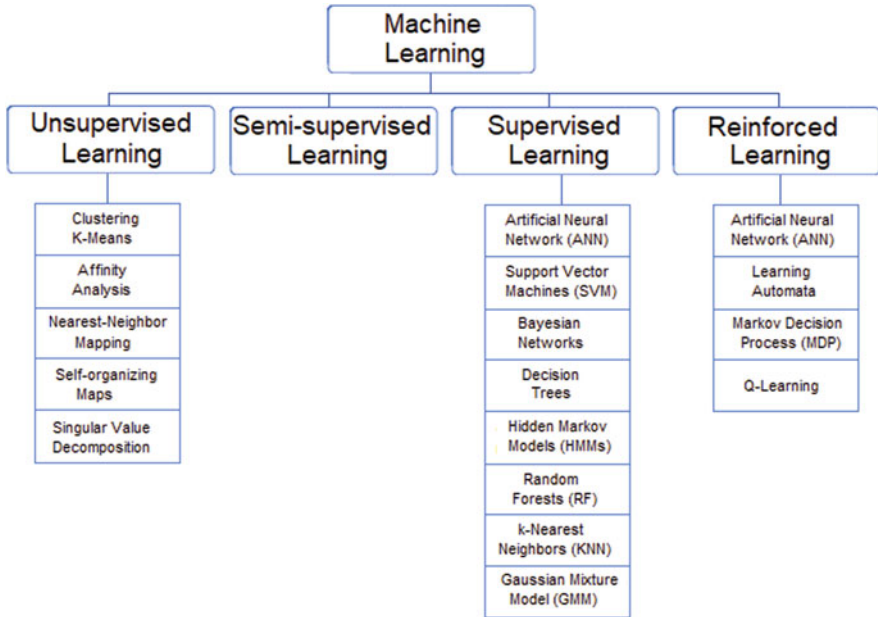 Machine
Learning
Unsupervised
Learning
Semi-supervised
Learning
Supervised
Learning
Reinforced
Learning
Clustering
K-Means
Affinity
Analysis
Nearest-Neighbor
Mapping
Self-organizing
Maps
Singular Value
Decomposition
Artificial Neural
Network (ANN)
Support Vector
Machines (SVM)
Bayesian
Networks
Decision
Trees
Hidden Markov
Models (HMMs)
Random
Forests (RF)
k-Nearest
Neighbors (KNN)
Gaussian Mixture
Model (GMM)
Artificial Neural
Network (ANN)
Learning
Automata
Markov Decision
Process (MDP)
Q-Learning